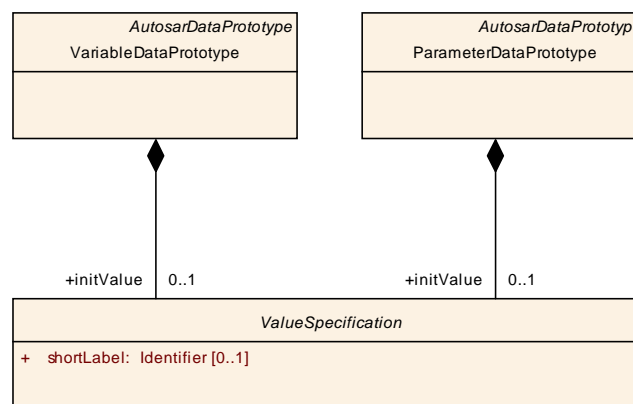 AutosarDataPrototype
VariableDataPrototype
AutosarDataPrototyp
ParameterDataPrototype
+initValue 0..1
+initValue 0..1
ValueSpecification
+ shortLabel: Identifier [0..1]